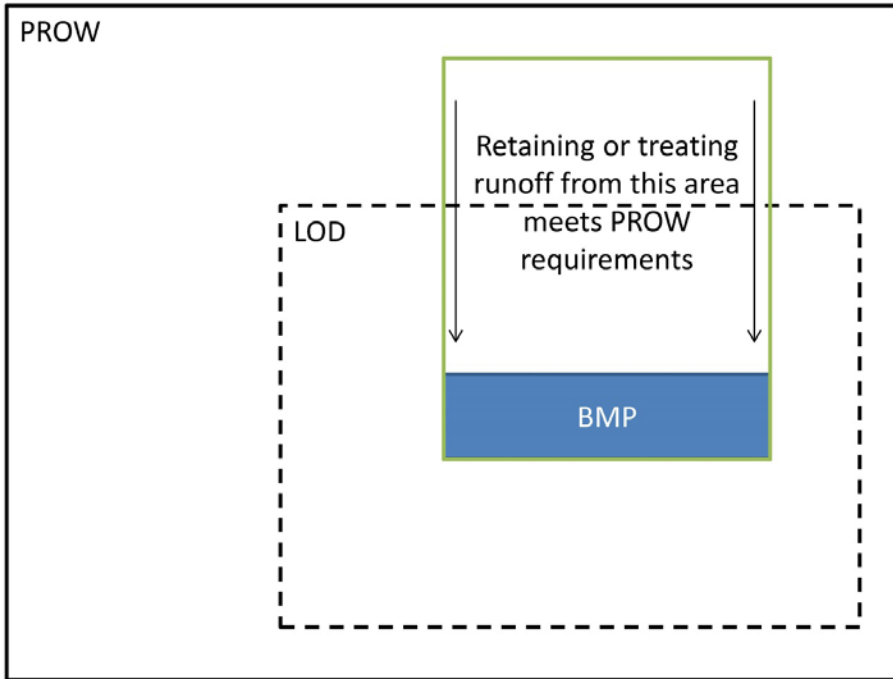 PROW
Retaining or treating
runoff from this area
meets PROW
requirements
LOD
BMP